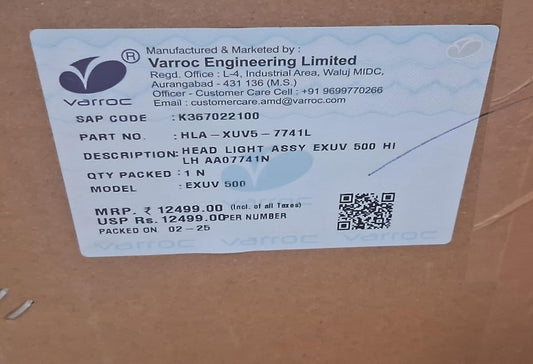 Manufactured & Marketed by :
Varroc Engineering Limited
Regd. Office : L-4, Industrial Area, Waluj MIDC,
Aurangabad - 431 136 (M.S.)
Officer - Customer Care Cell : +91 9699770266
Email : customercare.amd@varroc.com
®
varroc
SAP CODE : K367022100
PART NO. : HLA-XUV5-7741L
DESCRIPTION: HEAD LIGHT ASSY EXUV 500 HI
LH AA07741N
QTY PACKED : 1 N
MODEL : EXUV 500
MRP. ₹ 12499.00 (Incl. of all Taxes)
USP Rs. 12499.00 PER NUMBER
PACKED ON 02-25
varroc varroc varroc